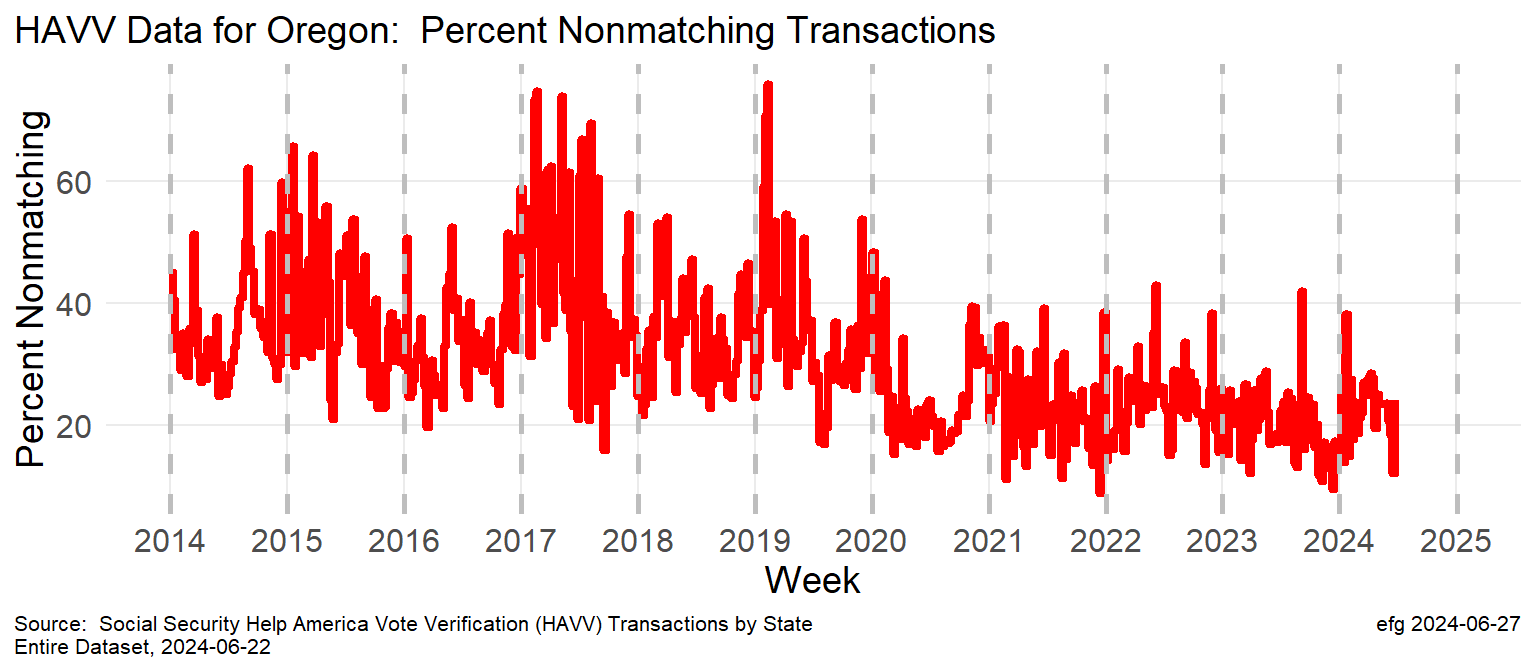 HAVV Data for Oregon:  Percent Nonmatching Transactions
Percent Nonmatching
60
40
20
2014 2015 2016 2017 2018 2019 2020 2021 2022 2023 2024 2025
Week
Source:  Social Security Help America Vote Verification (HAVV) Transactions by State
Entire Dataset, 2024-06-22
efg 2024-06-27